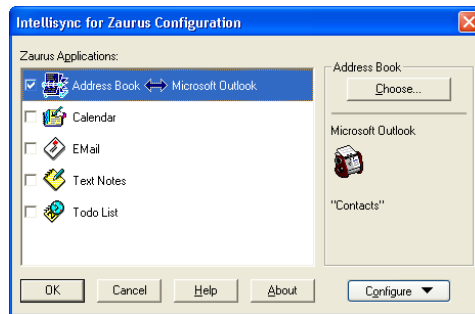 Intellisync for Zaurus Configuration
Zaurus Applications:
Address Book Microsoft Outlook
Calendar
EMail
Text Notes
Todo List
Address Book
Choose...
Microsoft Outlook
"Contacts"
OK Cancel Help About Configure